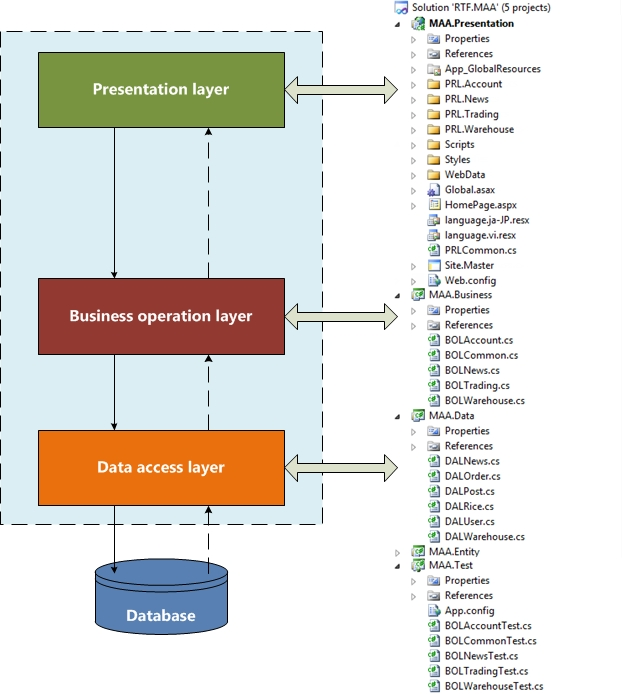 Presentation layer
Business operation layer
Data access layer
Database
Solution 'RTF.MAA' (5 projects)
MAA.Presentation
Properties
References
App_GlobalResources
PRL.Account
PRL.News
PRL.Trading
PRL.Warehouse
Scripts
Styles
WebData
Global.asax
HomePage.aspx
language.ja-JP.resx
language.vi.resx
PRLCommon.cs
Site.Master
Web.config
MAA.Business
Properties
References
BOLAccount.cs
BOLCommon.cs
BOLNews.cs
BOLTrading.cs
BOLWarehouse.cs
MAA.Data
Properties
References
DALNews.cs
DALOrder.cs
DALPost.cs
DALRice.cs
DALUser.cs
DALWarehouse.cs
MAA.Entity
MAA.Test
Properties
References
App.config
BOLAccountTest.cs
BOLCommonTest.cs
BOLNewsTest.cs
BOLTradingTest.cs
BOLWarehouseTest.cs